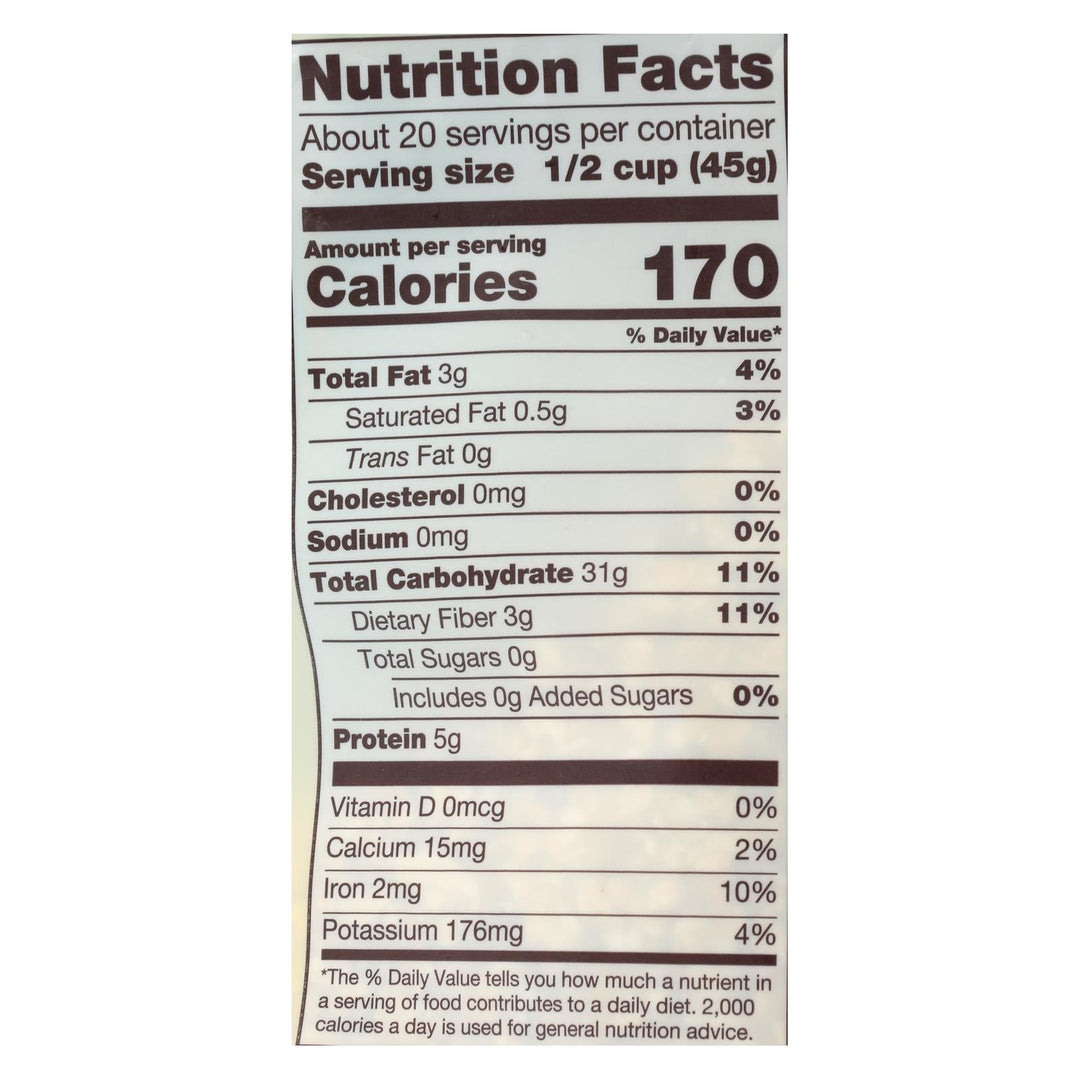 Nutrition Facts
About 20 servings per container
Serving size 1/2 cup (45g)
Amount per serving
Calories 170
% Daily Value*
Total Fat 3g 4%
Saturated Fat 0.5g 3%
Trans Fat 0g
Cholesterol 0mg 0%
Sodium 0mg 0%
Total Carbohydrate 31g 11%
Dietary Fiber 3g 11%
Total Sugars 0g
Includes 0g Added Sugars 0%
Protein 5g
Vitamin D 0mcg 0%
Calcium 15mg 2%
Iron 2mg 10%
Potassium 176mg 4%
*The % Daily Value tells you how much a nutrient in
a serving of food contributes to a daily diet. 2,000
calories a day is used for general nutrition advice.